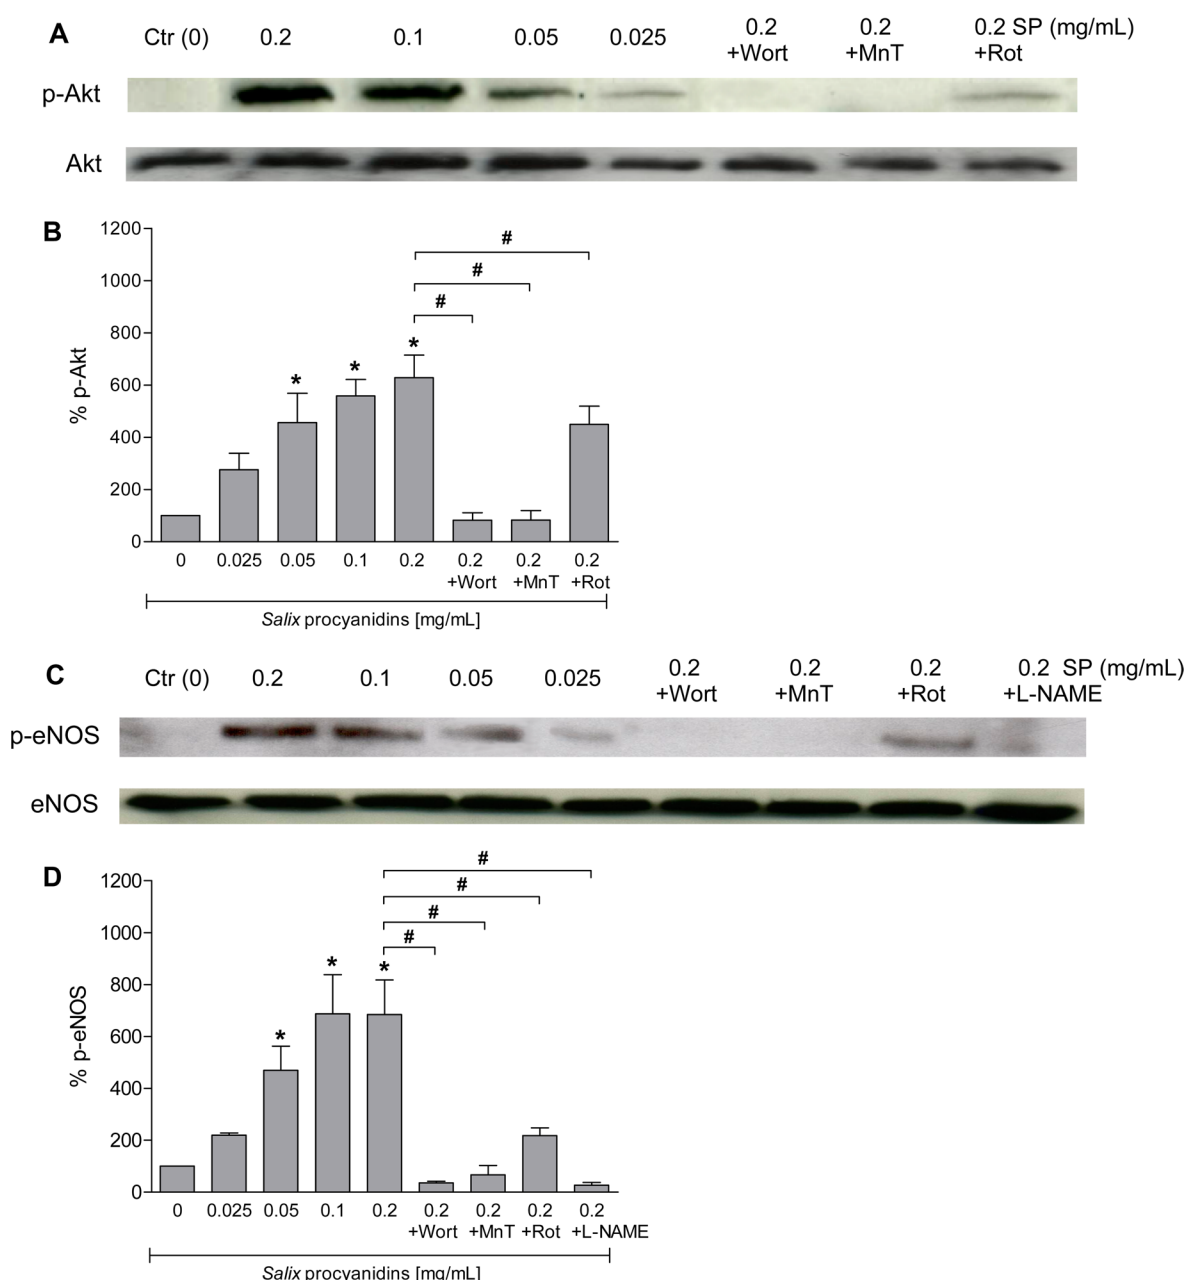 A
Ctr (0) 0.2 0.1 0.05 0.025 0.2 0.2 0.2 SP (mg/mL)
+Wort +MnT +Rot
p-Akt
Akt
B
1200
1000
800
600
400
200
0
% p-Akt
#
#
#
* * *
0 0.025 0.05 0.1 0.2 0.2 0.2 0.2
+Wort +MnT +Rot
Salix procyanidins [mg/mL]
C
Ctr (0) 0.2 0.1 0.05 0.025 0.2 0.2 0.2 0.2 SP (mg/mL)
+Wort +MnT +Rot +L-NAME
p-eNOS
eNOS
D
1200
1000
800
600
400
200
0
% p-eNOS
#
#
#
#
* * *
0 0.025 0.05 0.1 0.2 0.2 0.2 0.2 0.2
+Wort +MnT +Rot +L-NAME
Salix procyanidins [mg/mL]